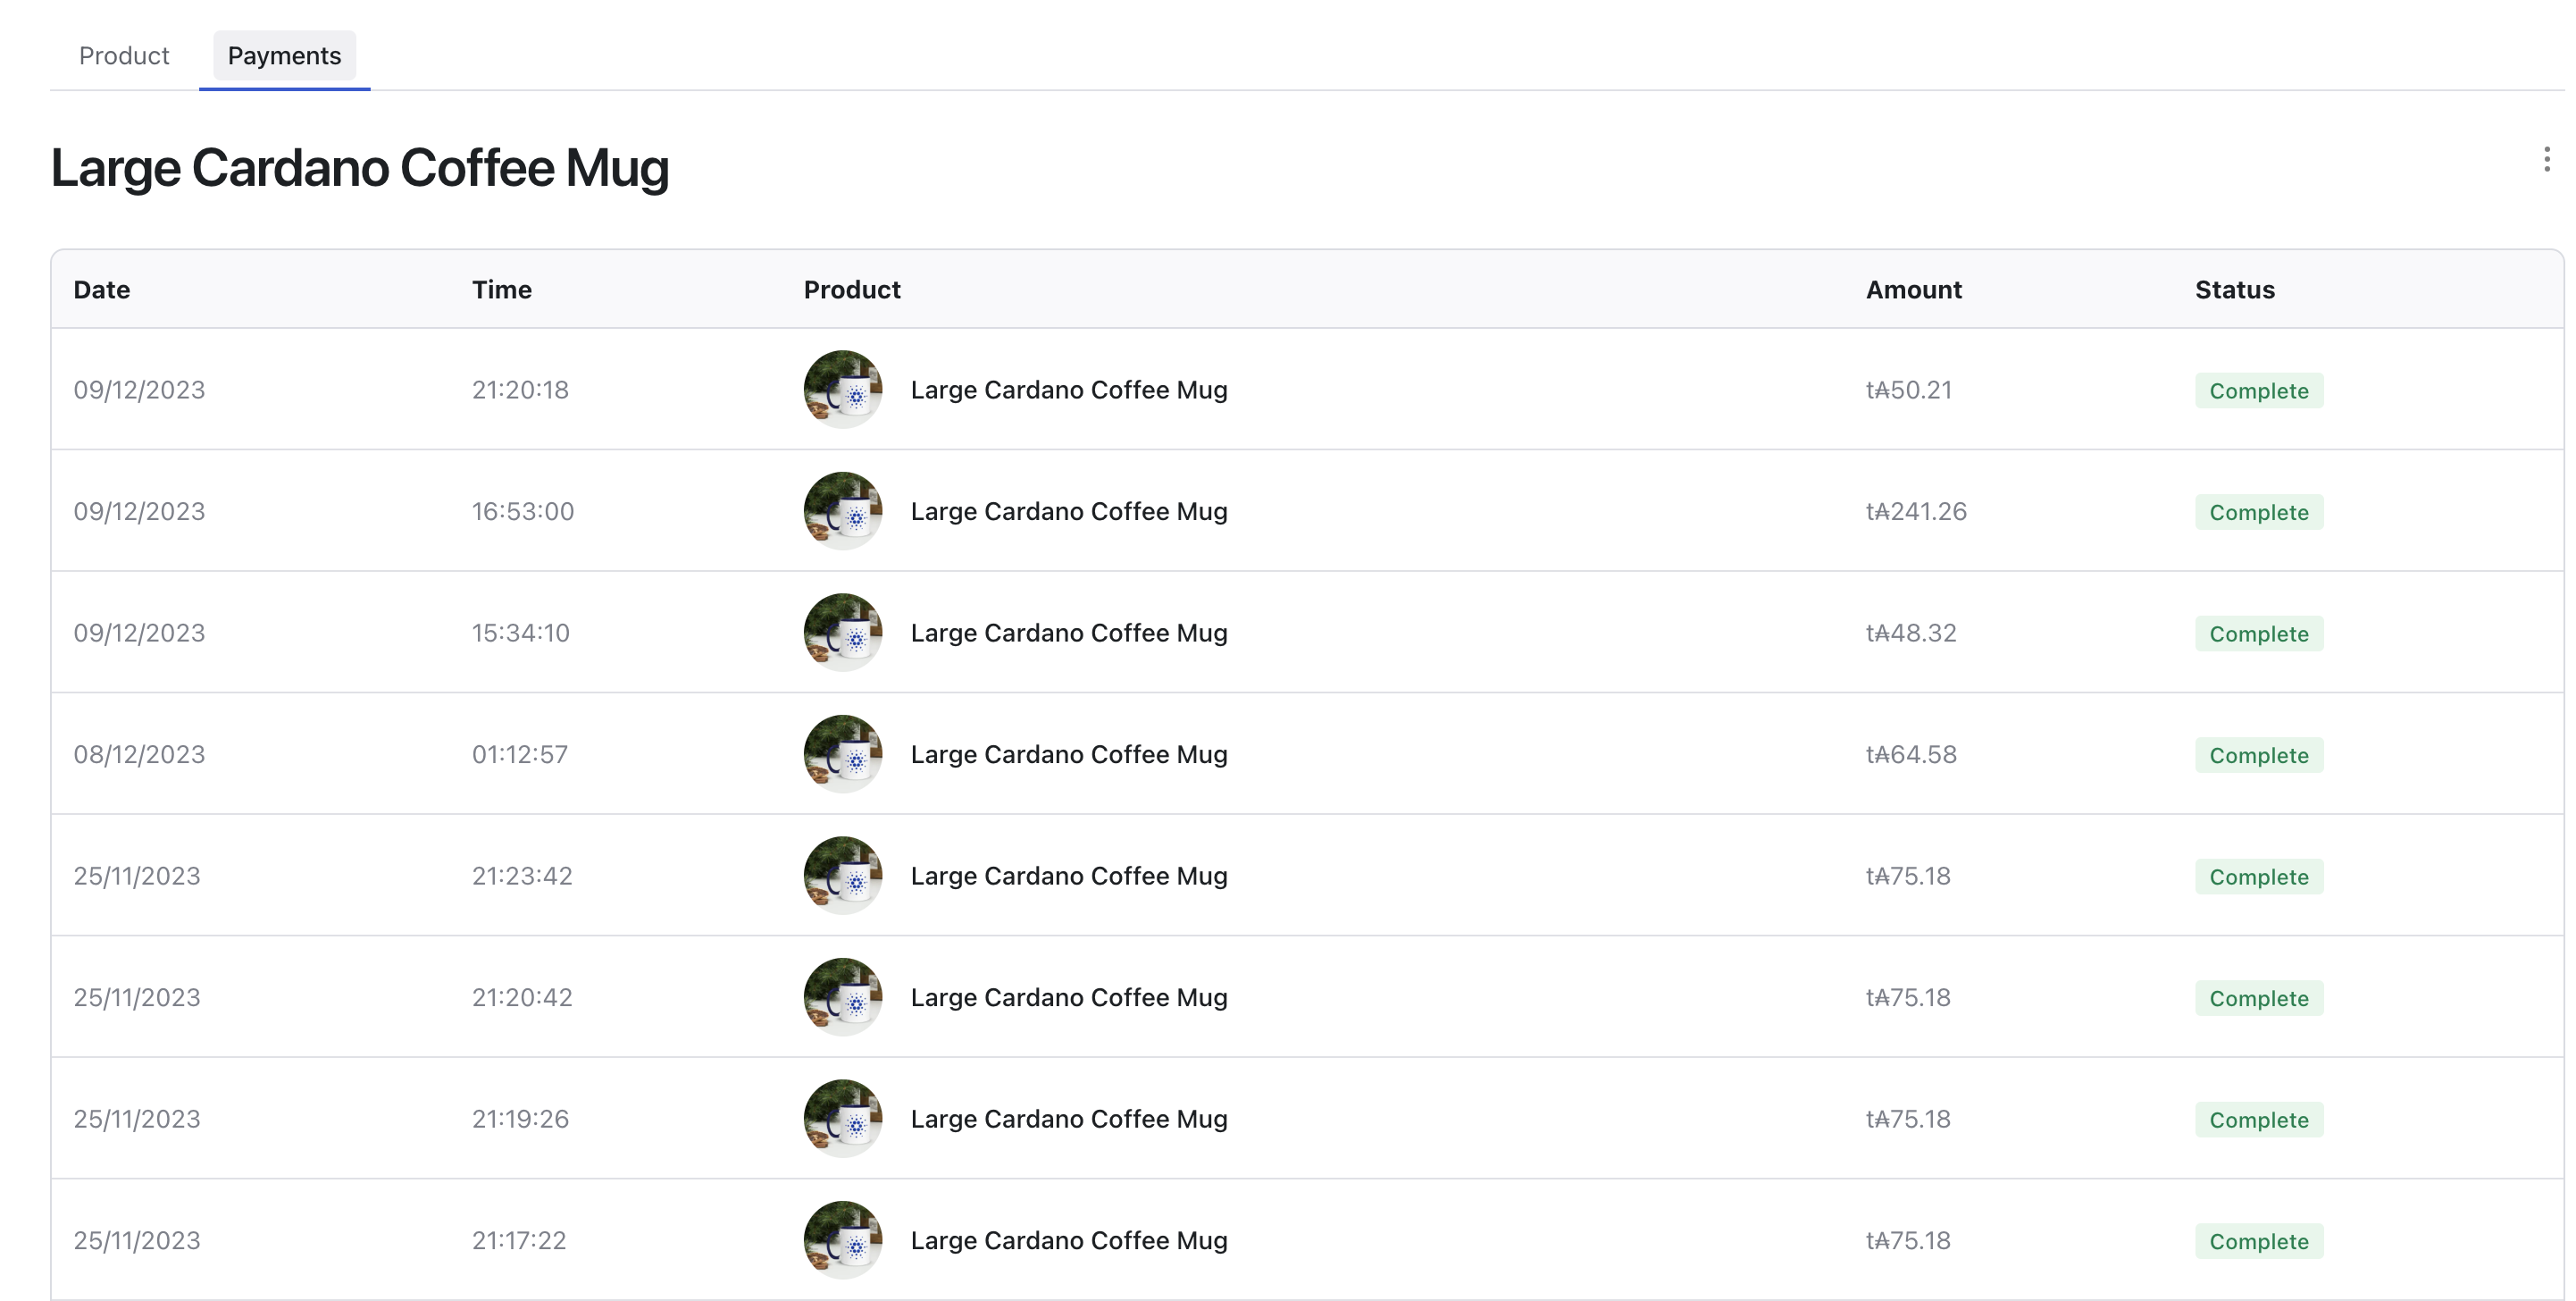 Product Payments
Large Cardano Coffee Mug
Date Time Product Amount Status
09/12/2023 21:20:18 Large Cardano Coffee Mug t₳50.21 Complete
09/12/2023 16:53:00 Large Cardano Coffee Mug t₳241.26 Complete
09/12/2023 15:34:10 Large Cardano Coffee Mug t₳48.32 Complete
08/12/2023 01:12:57 Large Cardano Coffee Mug t₳64.58 Complete
25/11/2023 21:23:42 Large Cardano Coffee Mug t₳75.18 Complete
25/11/2023 21:20:42 Large Cardano Coffee Mug t₳75.18 Complete
25/11/2023 21:19:26 Large Cardano Coffee Mug t₳75.18 Complete
25/11/2023 21:17:22 Large Cardano Coffee Mug t₳75.18 Complete